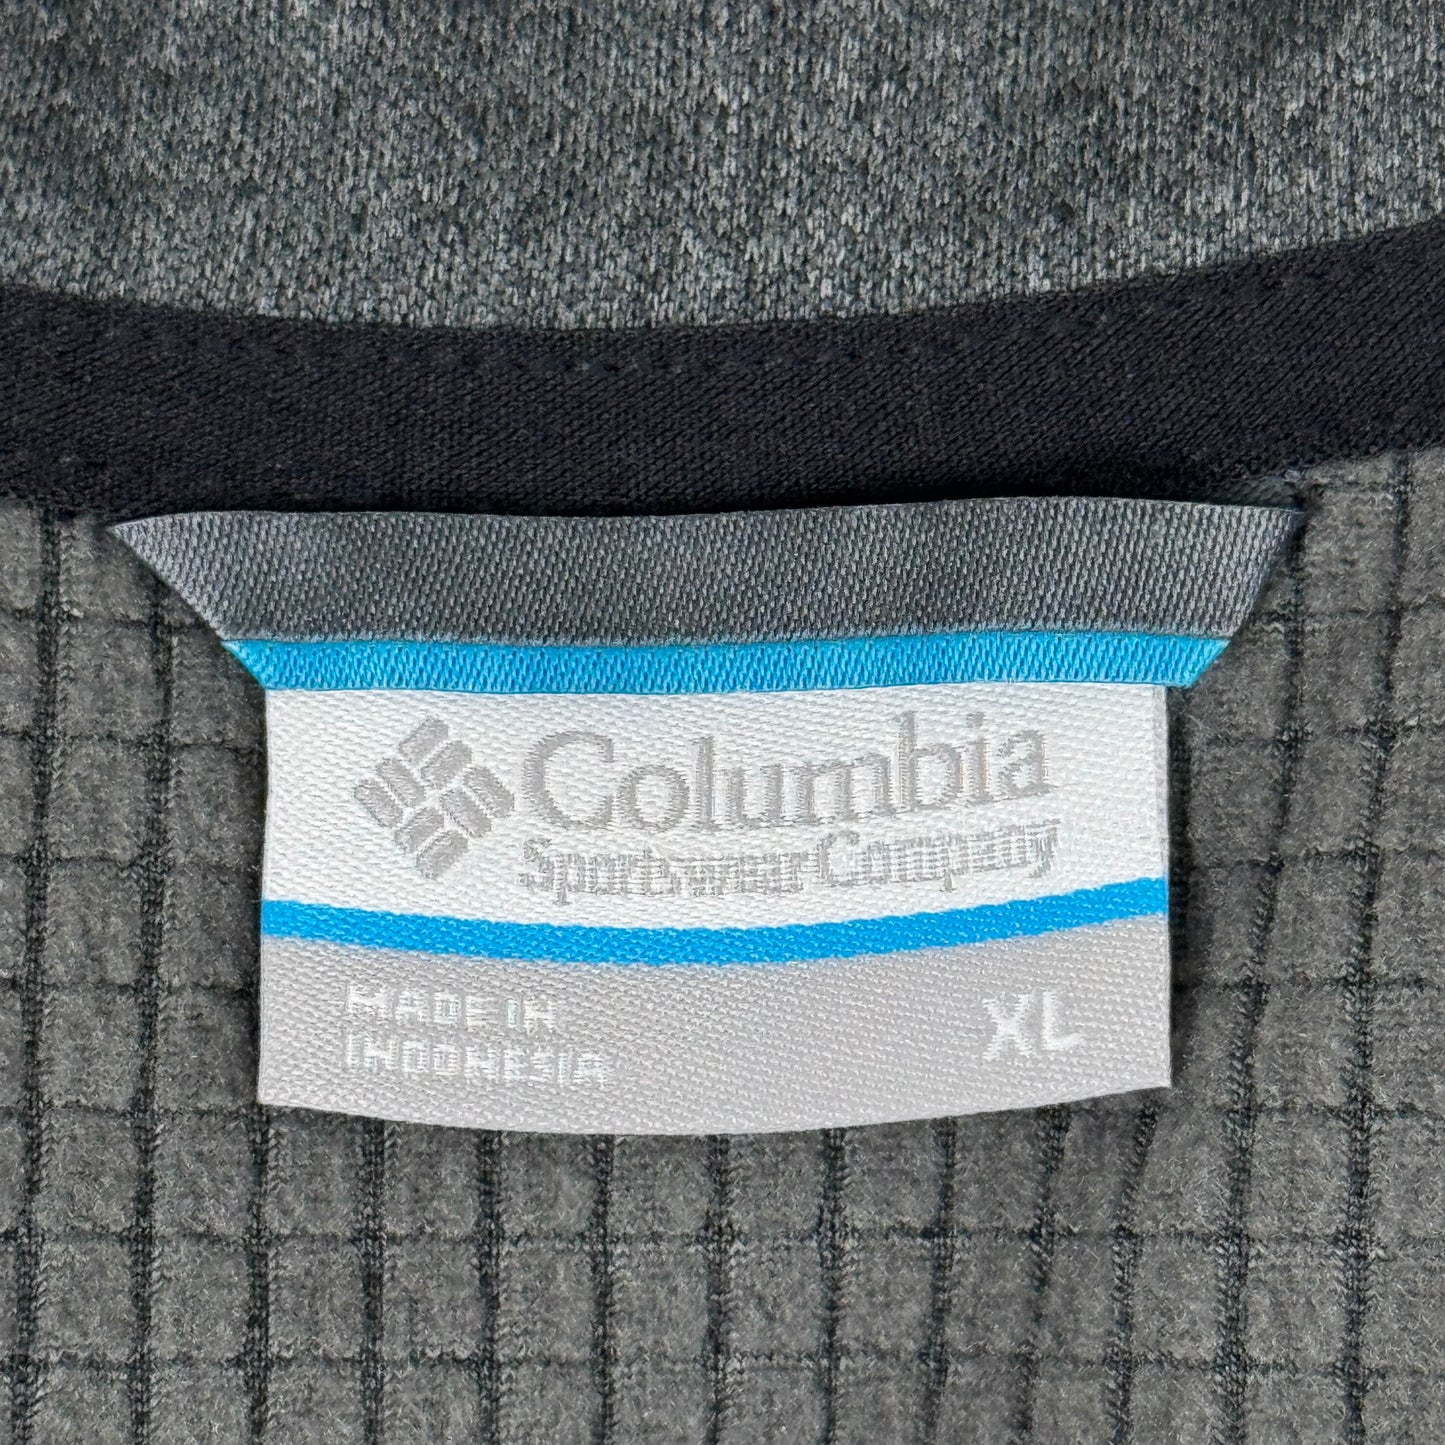 Columbia
Sportswear Company
MADE IN
INDONESIA
XL